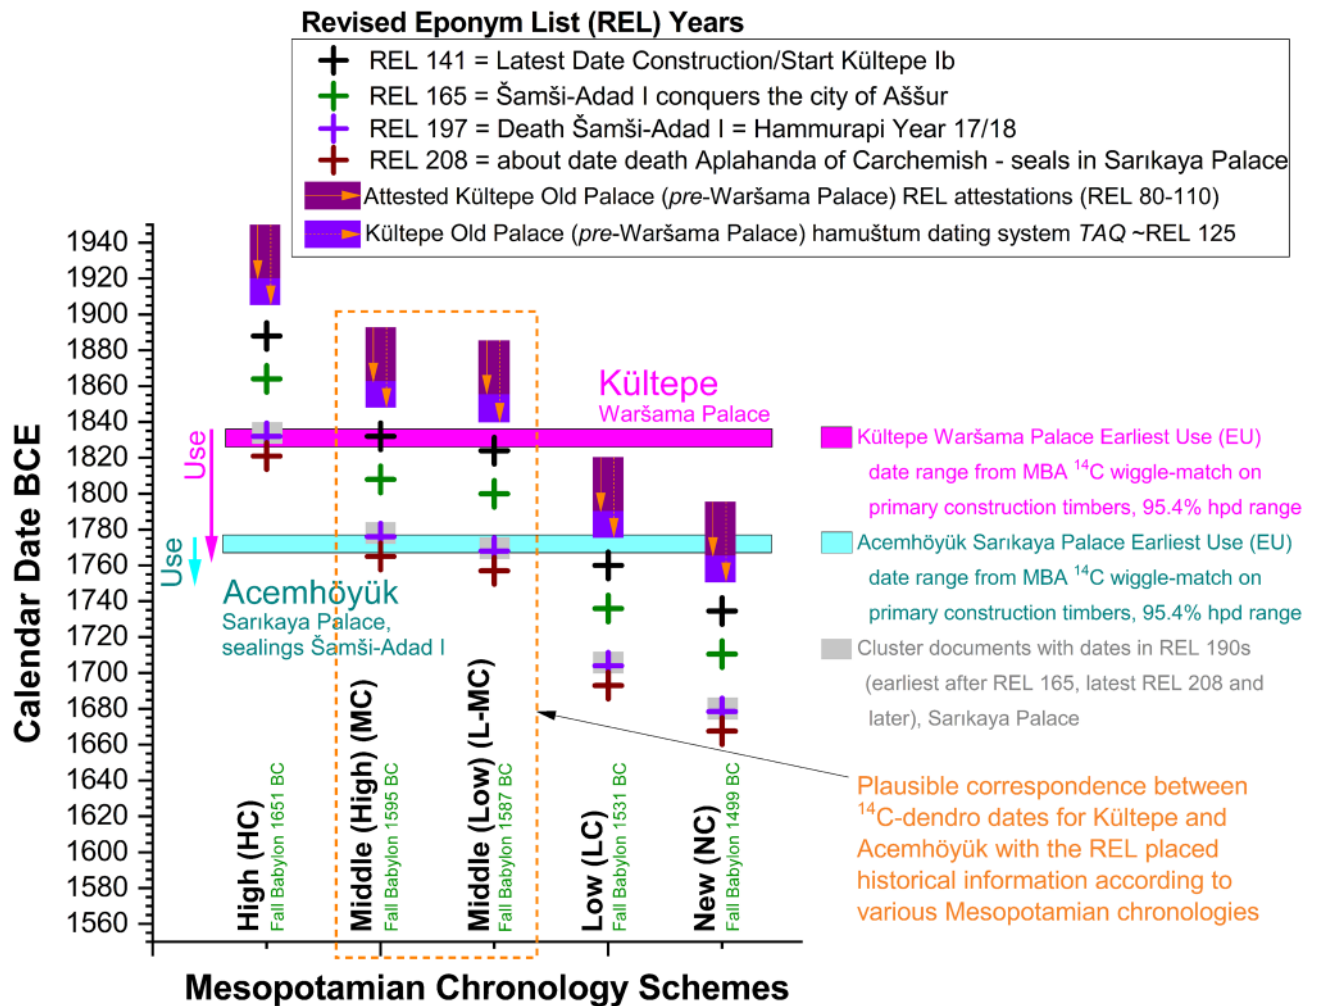 Revised Eponym List (REL) Years
REL 141 = Latest Date Construction/Start Kültepe Ib
REL 165 = Šamši-Adad I conquers the city of Aššur
REL 197 = Death Šamši-Adad I = Hammurapi Year 17/18
REL 208 = about date death Aplahanda of Carchemish - seals in Sarıkaya Palace
Attested Kültepe Old Palace (pre-Waršama Palace) REL attestations (REL 80-110)
Kültepe Old Palace (pre-Waršama Palace) hamuštum dating system TAQ ~REL 125
Calendar Date BCE
1940
1920
1900
1880
1860
1840
1820
1800
1780
1760
1740
1720
1700
1680
1660
1640
1620
1600
1580
1560
Use
Use
Kültepe
Waršama Palace
Acemhöyük
Sarıkaya Palace,
sealings Šamši-Adad I
Kültepe Waršama Palace Earliest Use (EU)
date range from MBA ¹⁴C wiggle-match on
primary construction timbers, 95.4% hpd range
Acemhöyük Sarıkaya Palace Earliest Use (EU)
date range from MBA ¹⁴C wiggle-match on
primary construction timbers, 95.4% hpd range
Cluster documents with dates in REL 190s
(earliest after REL 165, latest REL 208 and
later), Sarıkaya Palace
Plausible correspondence between
¹⁴C-dendro dates for Kültepe and
Acemhöyük with the REL placed
historical information according to
various Mesopotamian chronologies
High (HC)
Fall Babylon 1651 BC
Middle (High) (MC)
Fall Babylon 1595 BC
Middle (Low) (L-MC)
Fall Babylon 1587 BC
Low (LC)
Fall Babylon 1531 BC
New (NC)
Fall Babylon 1499 BC
Mesopotamian Chronology Schemes